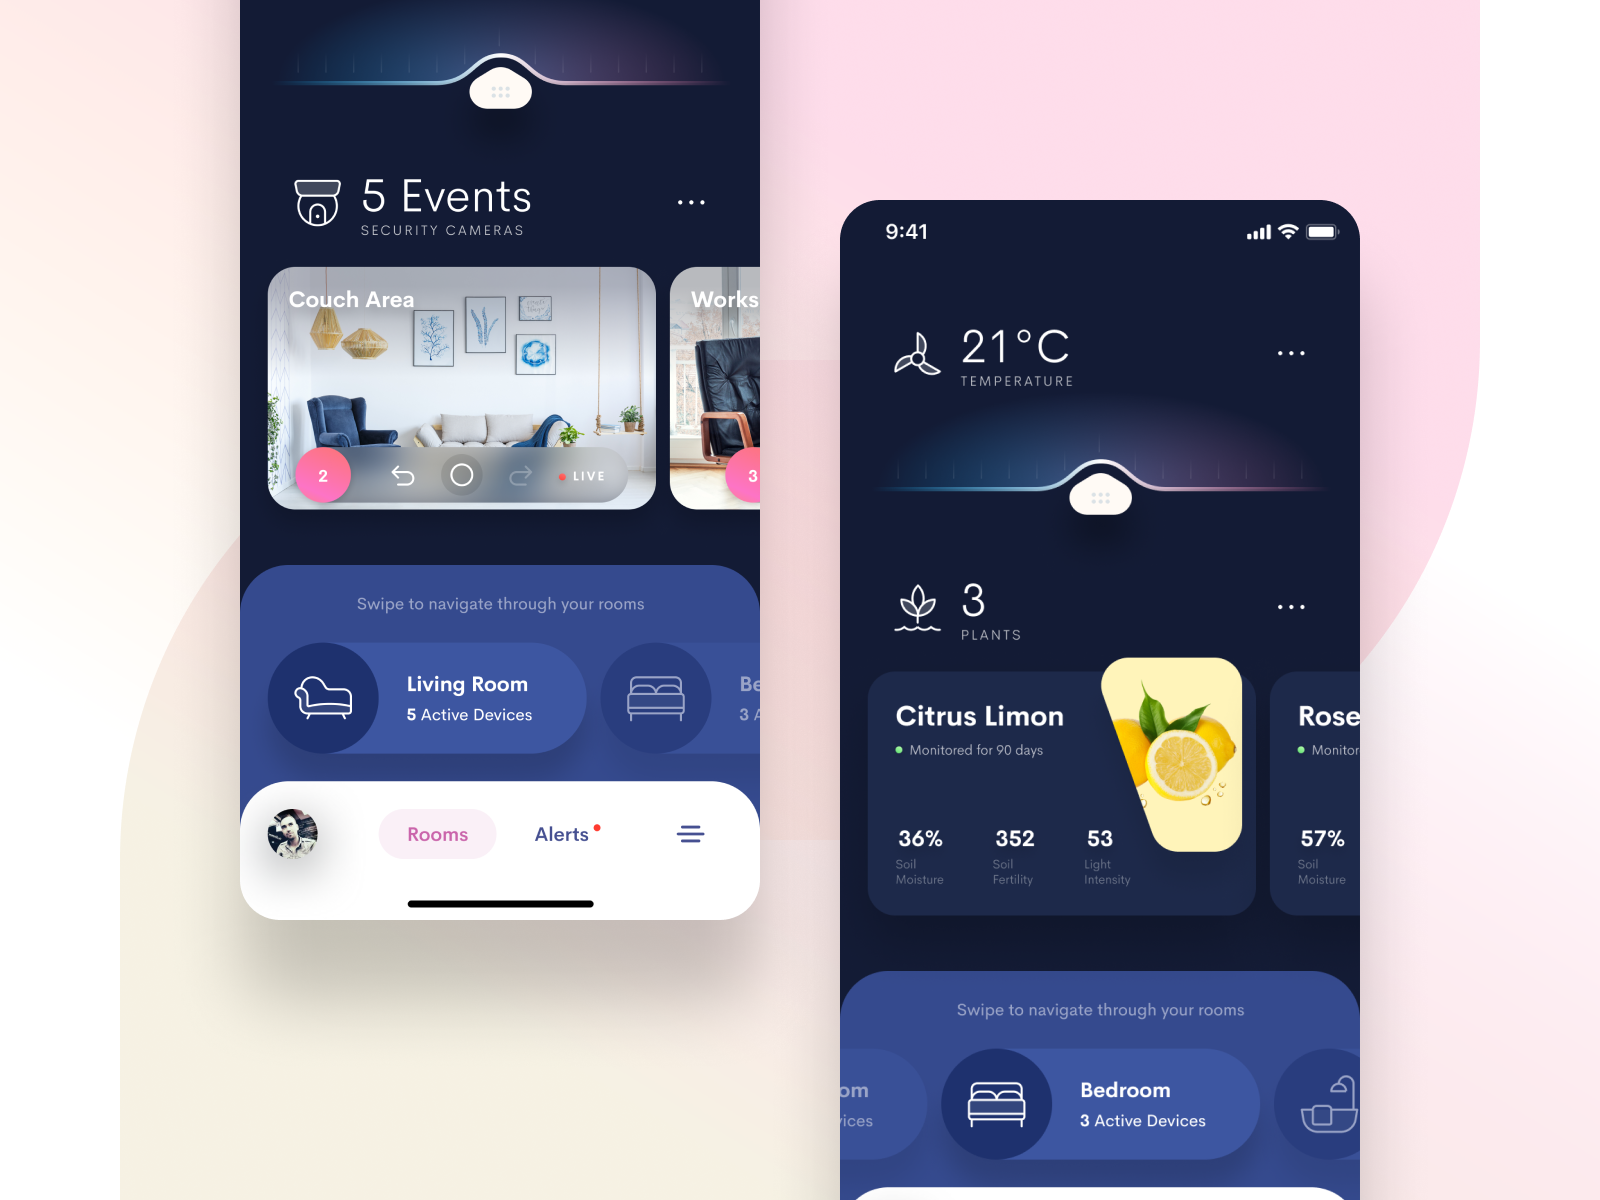 5 Events
SECURITY CAMERAS
Couch Area
Works
2
LIVE
3
Swipe to navigate through your rooms
Living Room
5 Active Devices
Be
3 A
Rooms
Alerts
9:41
21°C
TEMPERATURE
3
PLANTS
Citrus Limon
Monitored for 90 days
36%
Soil
Moisture
352
Soil
Fertility
53
Light
Intensity
Rose
Monitor
57%
Soil
Moisture
Swipe to navigate through your rooms
om
vices
Bedroom
3 Active Devices